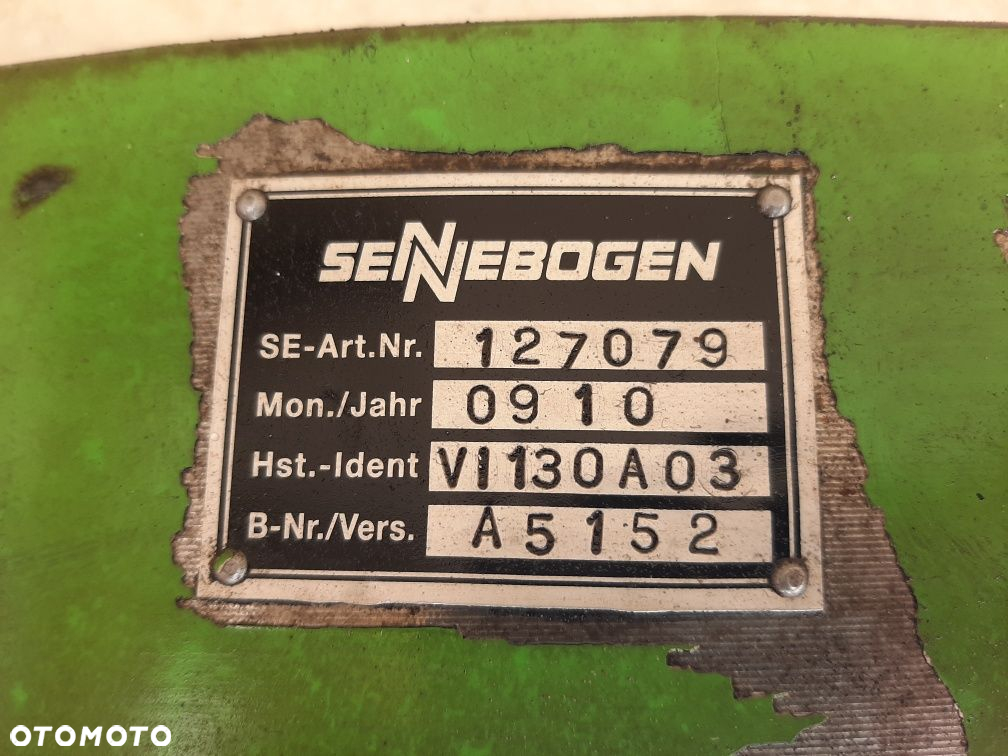 SENNEBOGEN
SE-Art.Nr. 127079
Mon./Jahr 0910
Hst.-Ident VI130A03
B-Nr./Vers. A5152
OTOMOTO